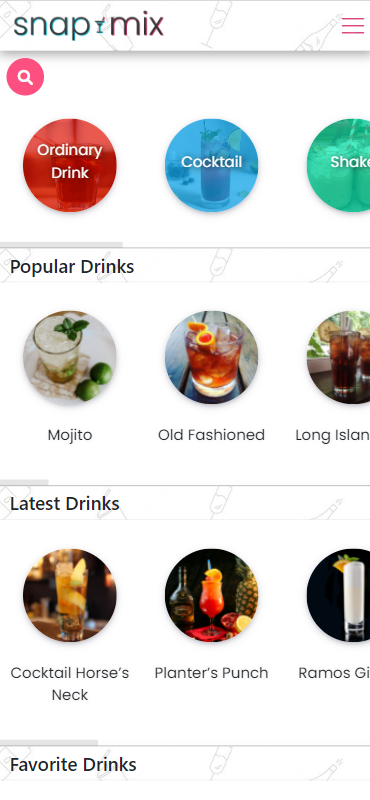 snap mix
Ordinary
Drink
Cocktail
Shake
Popular Drinks
Mojito
Old Fashioned
Long Islan
Latest Drinks
Cocktail Horse's
Neck
Planter's Punch
Ramos Gi
Favorite Drinks